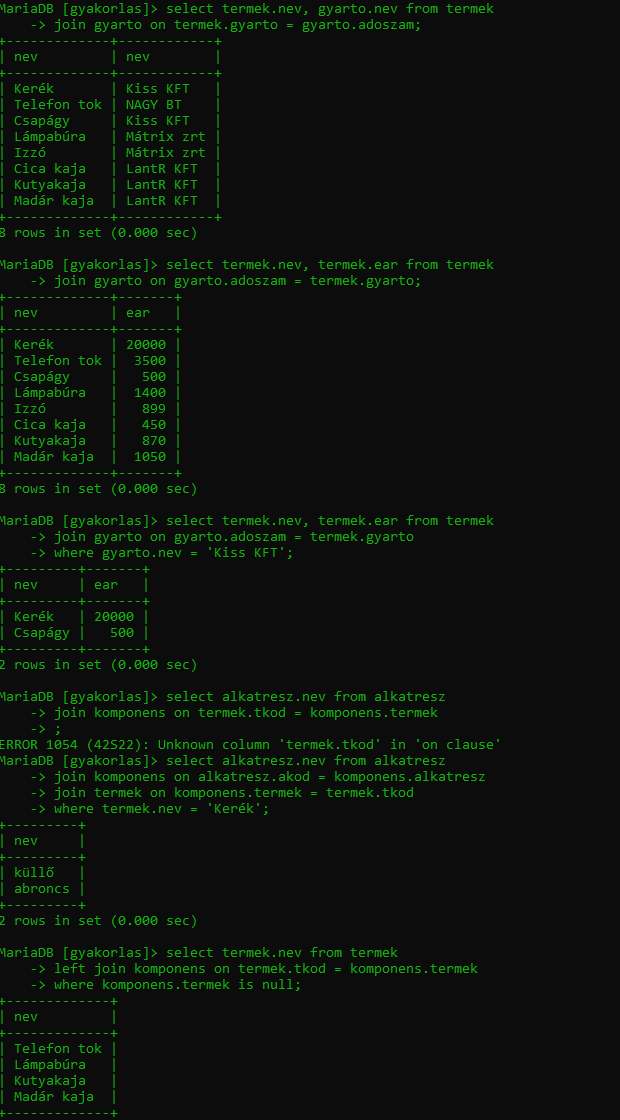 MariaDB [gyakorlas]> select termek.nev, gyarto.nev from termek
    -> join gyarto on termek.gyarto = gyarto.adoszam;
+-------------+------------+
| nev         | nev        |
+-------------+------------+
| Kerék       | Kiss KFT   |
| Telefon tok | NAGY BT    |
| Csapágy     | Kiss KFT   |
| Lámpabúra   | Mátrix zrt |
| Izzó        | Mátrix zrt |
| Cica kaja   | LantR KFT  |
| Kutyakaja   | LantR KFT  |
| Madár kaja  | LantR KFT  |
+-------------+------------+
8 rows in set (0.000 sec)

MariaDB [gyakorlas]> select termek.nev, termek.ear from termek
    -> join gyarto on gyarto.adoszam = termek.gyarto;
+-------------+-------+
| nev         | ear   |
+-------------+-------+
| Kerék       | 20000 |
| Telefon tok |  3500 |
| Csapágy     |   500 |
| Lámpabúra   |  1400 |
| Izzó        |   899 |
| Cica kaja   |   450 |
| Kutyakaja   |   870 |
| Madár kaja  |  1050 |
+-------------+-------+
8 rows in set (0.000 sec)

MariaDB [gyakorlas]> select termek.nev, termek.ear from termek
    -> join gyarto on gyarto.adoszam = termek.gyarto
    -> where gyarto.nev = 'Kiss KFT';
+---------+-------+
| nev     | ear   |
+---------+-------+
| Kerék   | 20000 |
| Csapágy |   500 |
+---------+-------+
2 rows in set (0.000 sec)

MariaDB [gyakorlas]> select alkatresz.nev from alkatresz
    -> join komponens on termek.tkod = komponens.termek
    -> ;
ERROR 1054 (42S22): Unknown column 'termek.tkod' in 'on clause'
MariaDB [gyakorlas]> select alkatresz.nev from alkatresz
    -> join komponens on alkatresz.akod = komponens.alkatresz
    -> join termek on komponens.termek = termek.tkod
    -> where termek.nev = 'Kerék';
+---------+
| nev     |
+---------+
| küllő   |
| abroncs |
+---------+
2 rows in set (0.000 sec)

MariaDB [gyakorlas]> select termek.nev from termek
    -> left join komponens on termek.tkod = komponens.termek
    -> where komponens.termek is null;
+-------------+
| nev         |
+-------------+
| Telefon tok |
| Lámpabúra   |
| Kutyakaja   |
| Madár kaja  |
+-------------+